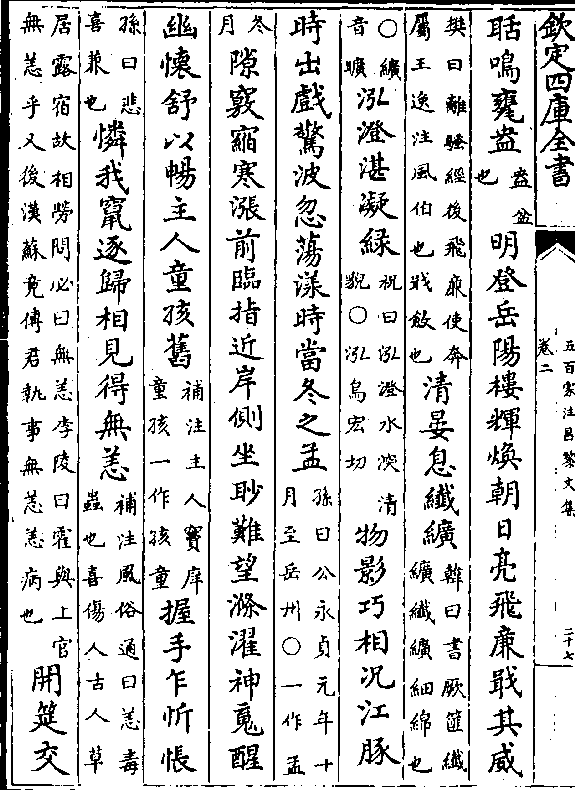 欽定四庫全書
五百家注昌黎文集
卷二
二十七
聒鳴甕盎盎盆也明登岳陽樓輝煥朝日亮飛廉戢其威
樊曰離騷經後飛廉使奔屬王逸注風伯也戢斂也清晏息纖纊韓曰書厥篚纖纊纖纊細綿也
○纊音曠泓澄湛凝綠祝曰泓澄水深清貌○泓烏宏切物影巧相況江豚
時出戲驚波忽蕩漾時當冬之孟孫曰公永貞元年十月至岳州○一作孟
冬月隙竅縮寒漲前臨指近岸側坐眇難望滌濯神䰟醒
幽懷舒以暢主人童孩舊補注主人竇庠童孩一作孩童握手乍忻悵
孫曰悲喜兼也憐我竄逐歸相見得無恙補注風俗通曰恙毒蟲也喜傷人古人草
居露宿故相勞問必曰無恙李陵曰霍與上官無恙乎又後漢蘇竟傳君執事無恙恙病也開筵交